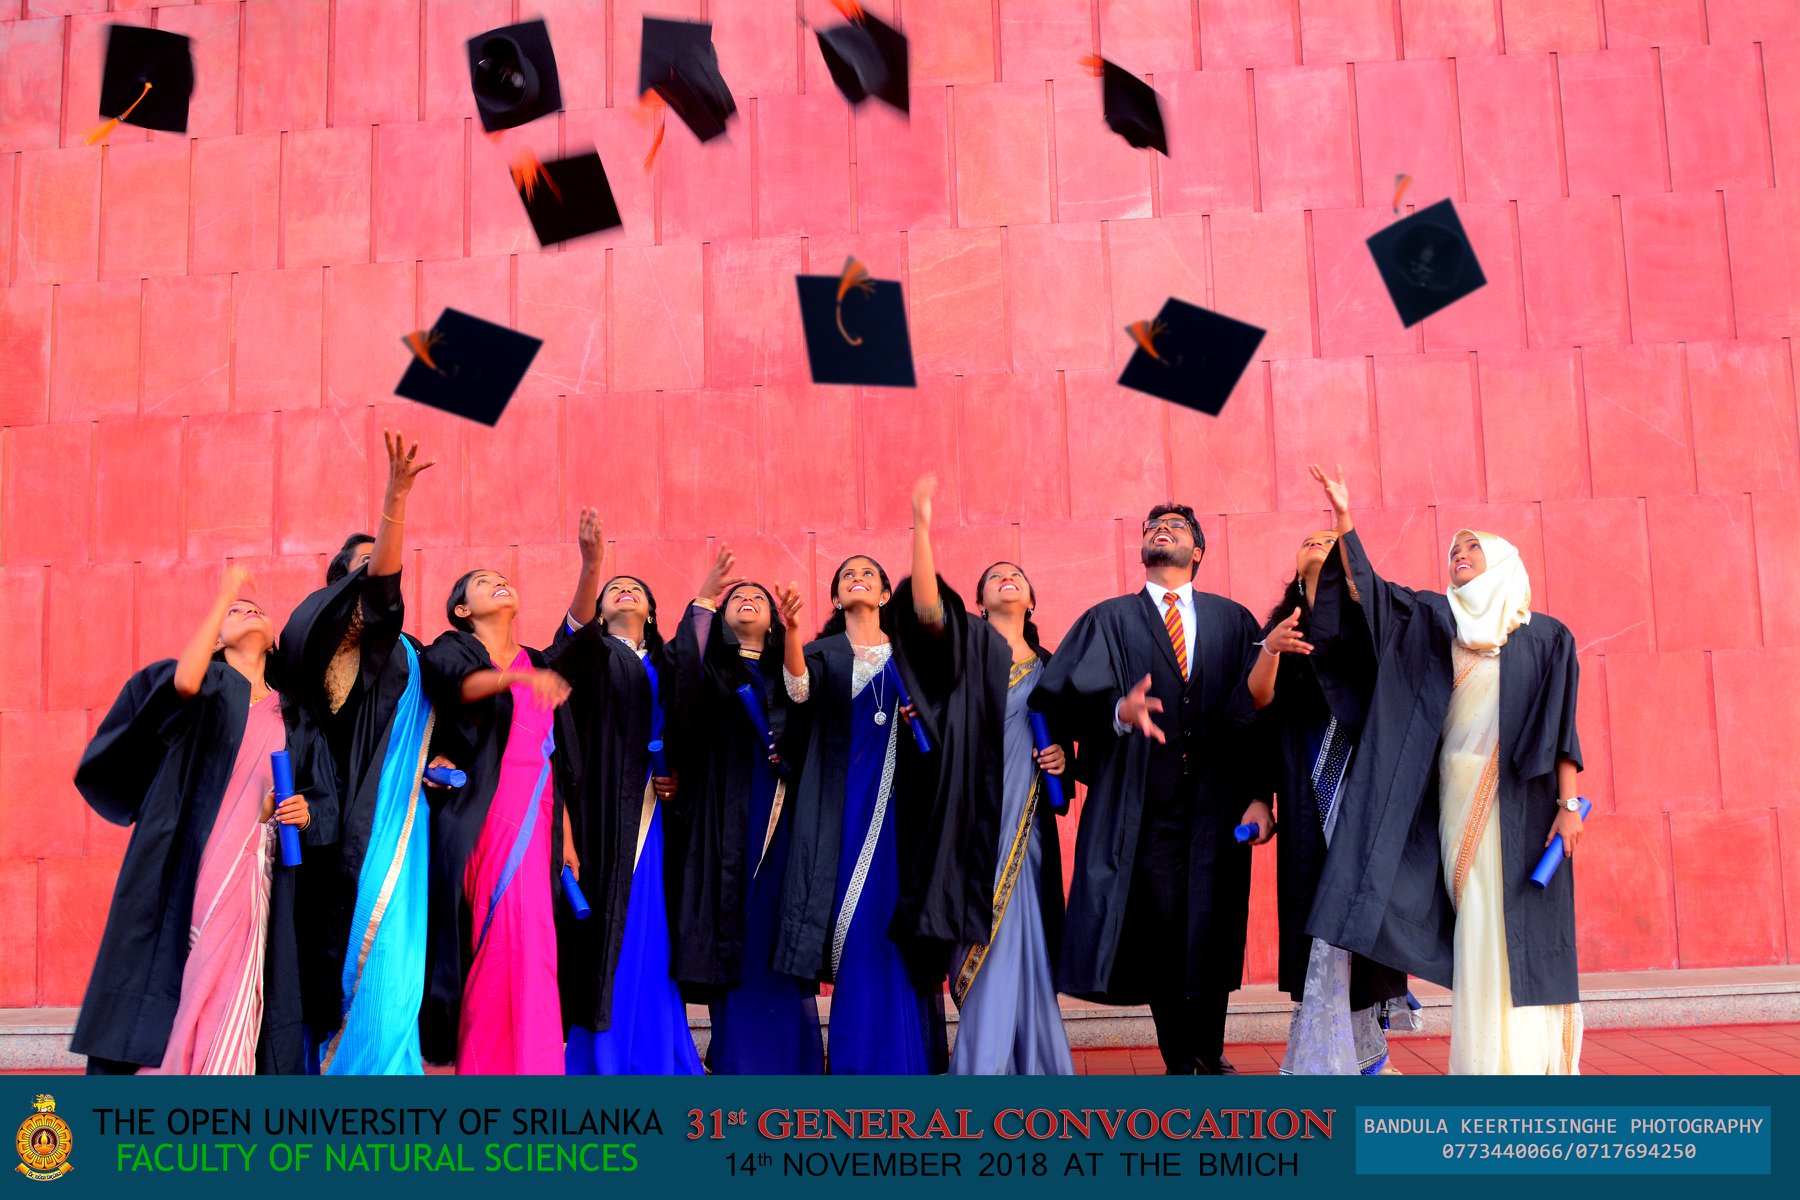 THE OPEN UNIVERSITY OF SRILANKA
FACULTY OF NATURAL SCIENCES
31st GENERAL CONVOCATION
14th NOVEMBER 2018 AT THE BMICH
BANDULA KEERTHISINGHE PHOTOGRAPHY
0773440066/0717694250